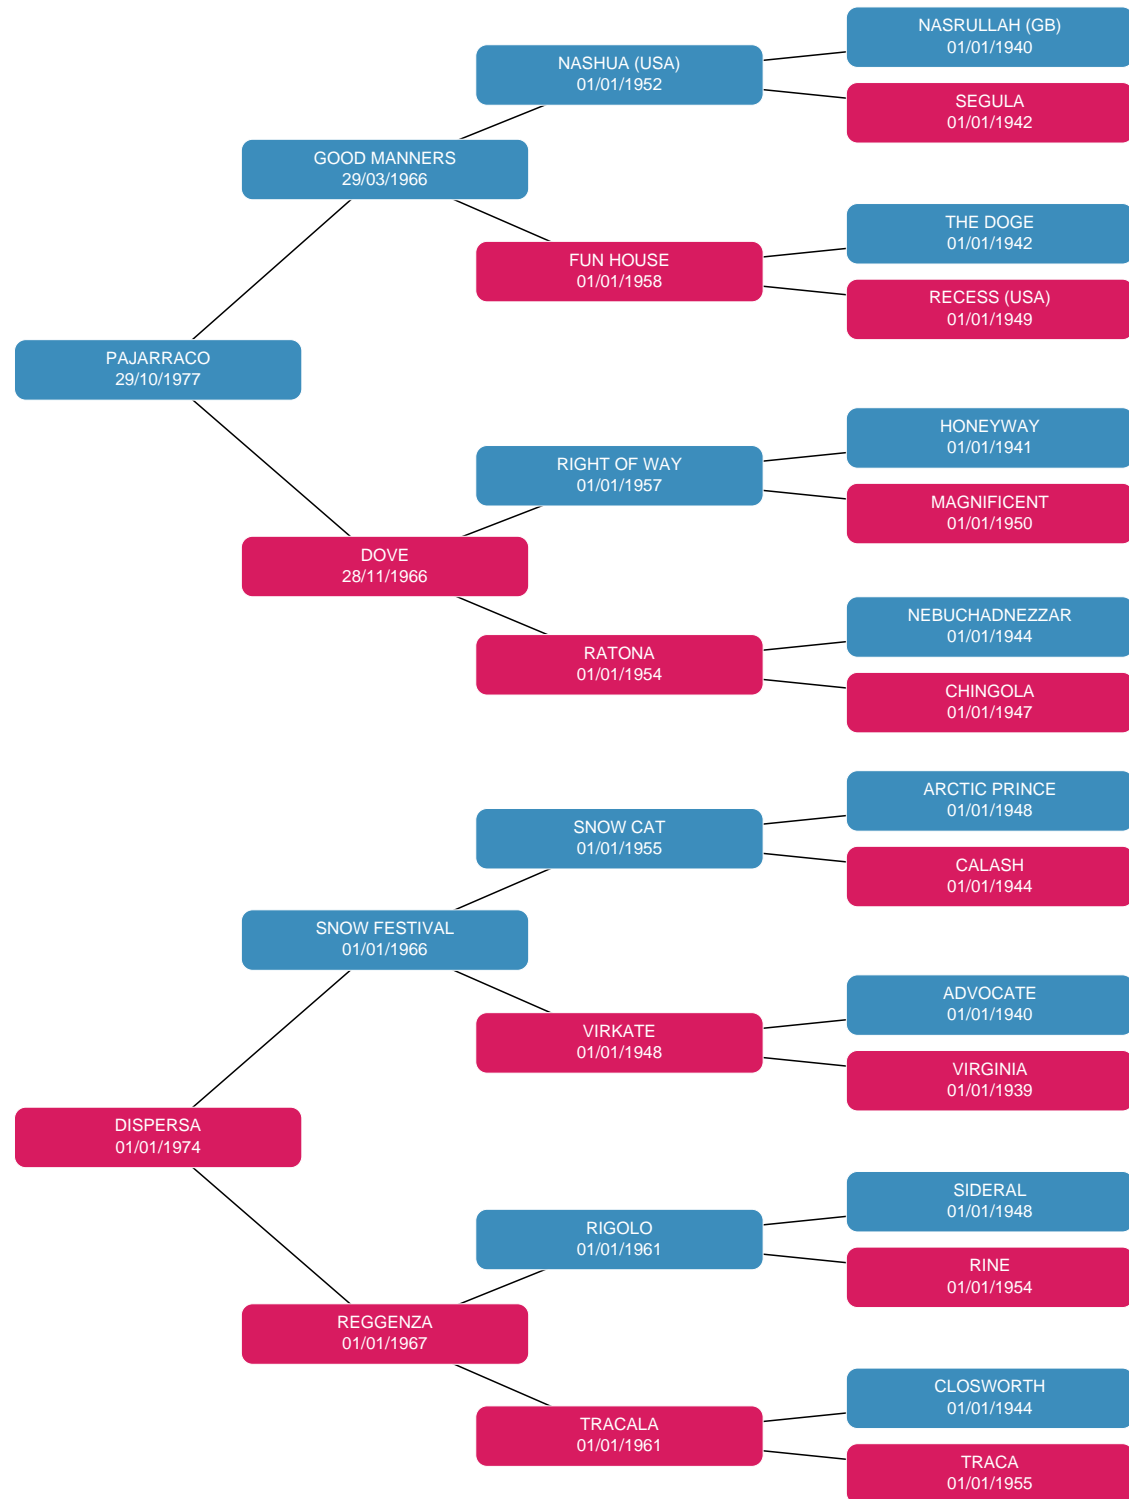 NASRULLAH (GB)
01/01/1940
NASHUA (USA)
01/01/1952
SEGULA
01/01/1942
GOOD MANNERS
29/03/1966
THE DOGE
01/01/1942
FUN HOUSE
01/01/1958
RECESS (USA)
01/01/1949
PAJARRACO
29/10/1977
HONEYWAY
01/01/1941
RIGHT OF WAY
01/01/1957
MAGNIFICENT
01/01/1950
DOVE
28/11/1966
NEBUCHADNEZZAR
01/01/1944
RATONA
01/01/1954
CHINGOLA
01/01/1947
ARCTIC PRINCE
01/01/1948
SNOW CAT
01/01/1955
CALASH
01/01/1944
SNOW FESTIVAL
01/01/1966
ADVOCATE
01/01/1940
VIRKATE
01/01/1948
VIRGINIA
01/01/1939
DISPERSA
01/01/1974
SIDERAL
01/01/1948
RIGOLO
01/01/1961
RINE
01/01/1954
REGGENZA
01/01/1967
CLOSWORTH
01/01/1944
TRACALA
01/01/1961
TRACA
01/01/1955